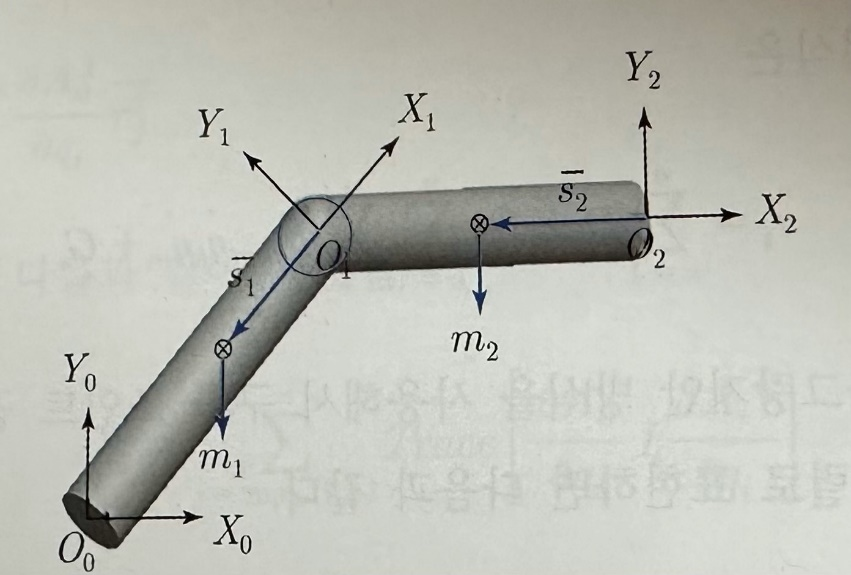 Y₂
X₁
Y₁
s̅₂
X₂
O₂
O₁
s̅₁
m₂
Y₀
m₁
X₀
O₀